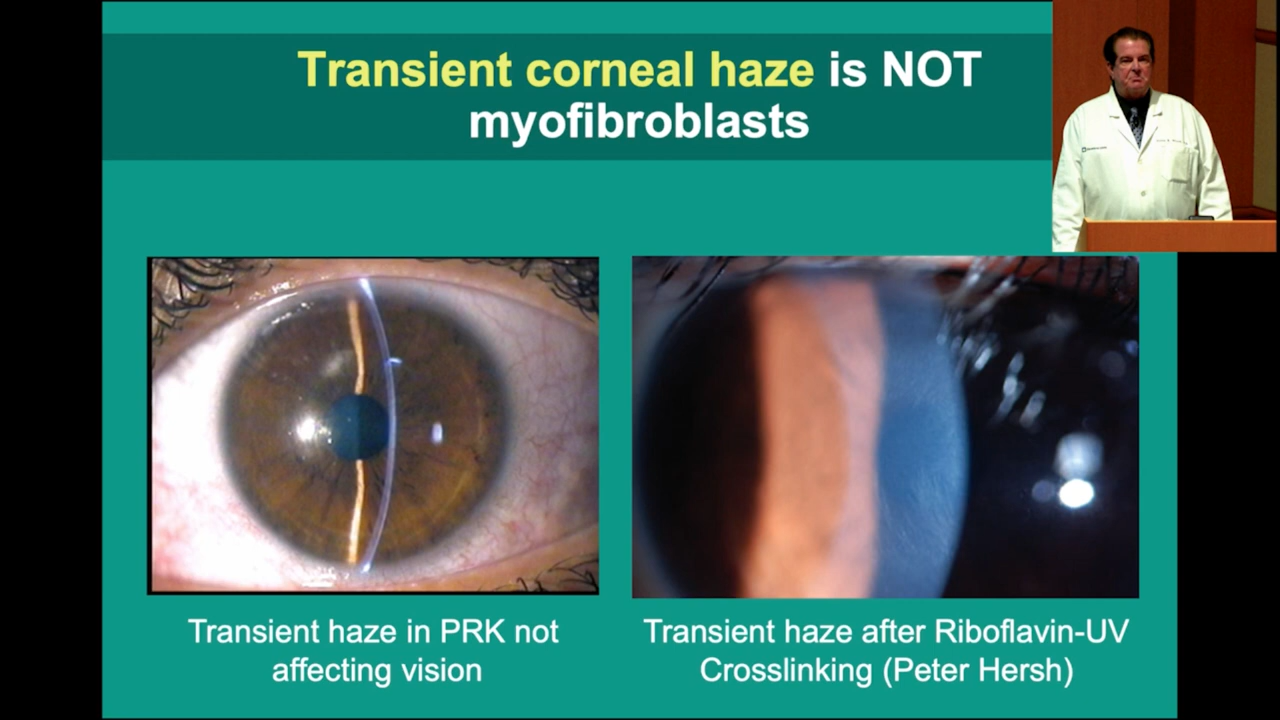 Transient corneal haze is NOT
myofibroblasts
Transient haze in PRK not
affecting vision
Transient haze after Riboflavin-UV
Crosslinking (Peter Hersh)